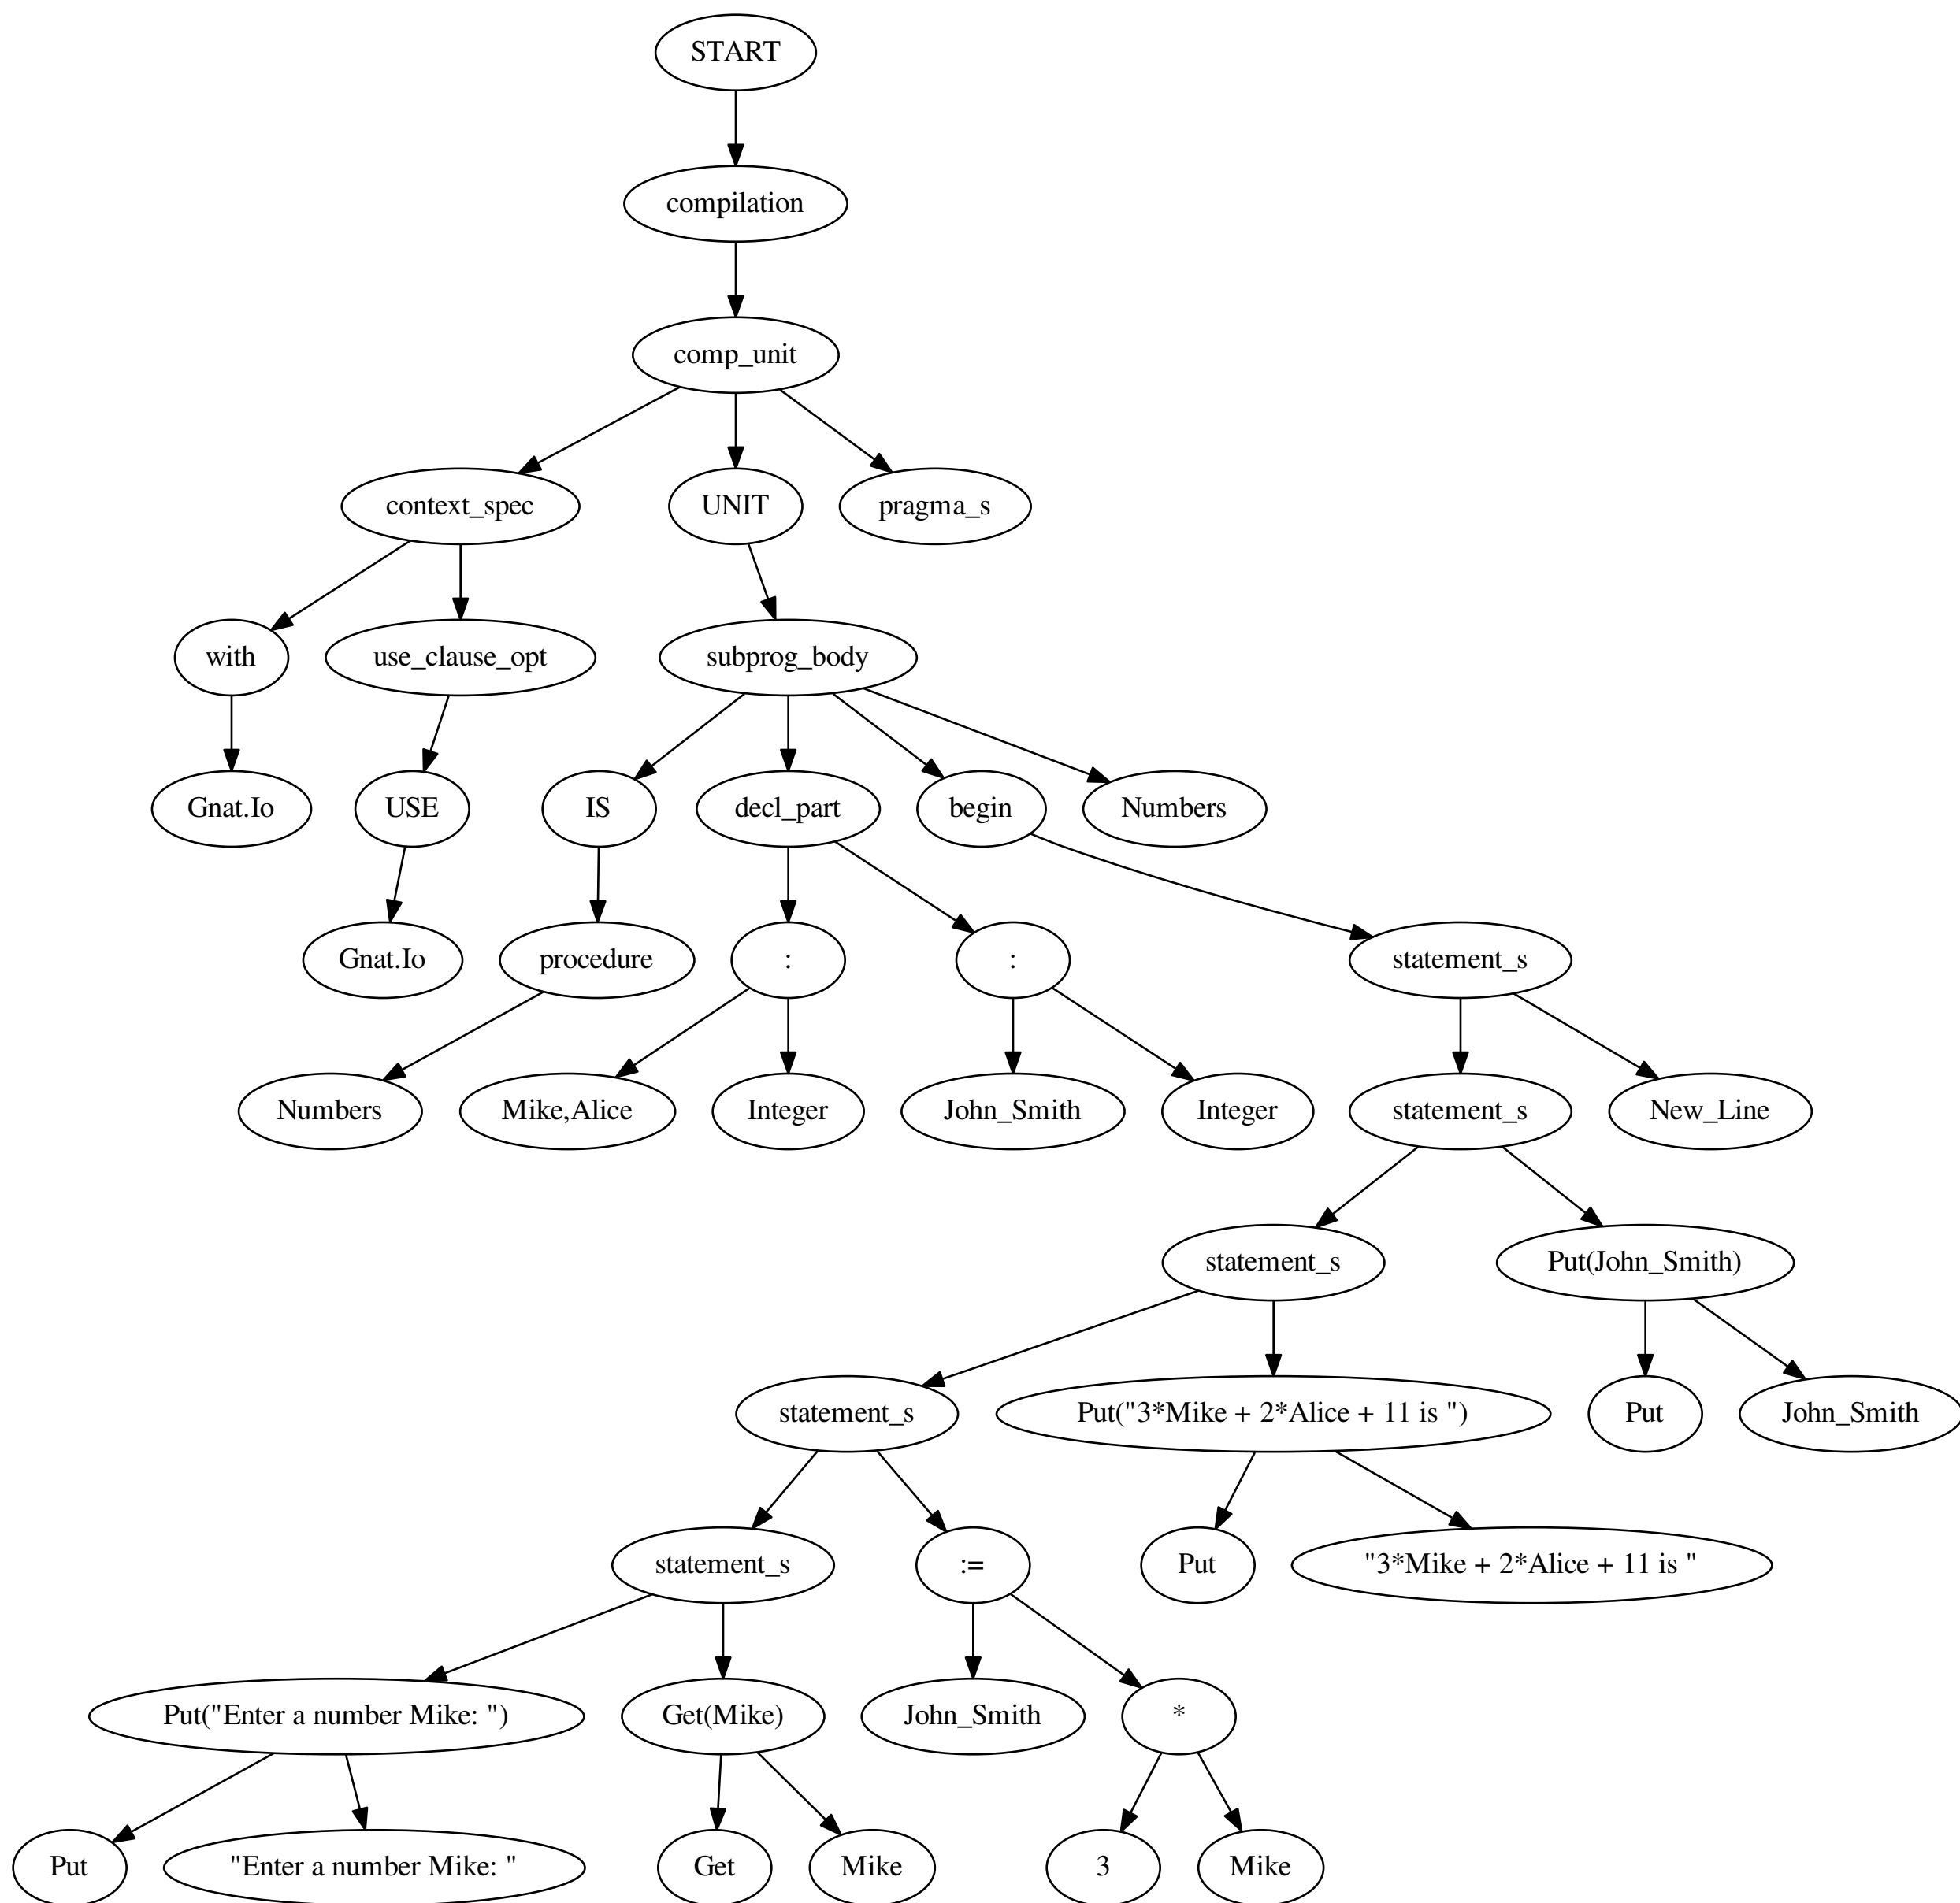 START
compilation
comp_unit
context_spec
UNIT
pragma_s
with
use_clause_opt
subprog_body
Gnat.Io
USE
IS
decl_part
begin
Numbers
Gnat.Io
procedure
:
:
statement_s
Numbers
Mike,Alice
Integer
John_Smith
Integer
statement_s
New_Line
statement_s
Put(John_Smith)
statement_s
Put("3*Mike + 2*Alice + 11 is ")
Put
John_Smith
statement_s
:=
Put
"3*Mike + 2*Alice + 11 is "
Put("Enter a number Mike: ")
Get(Mike)
John_Smith
*
Put
"Enter a number Mike: "
Get
Mike
3
Mike